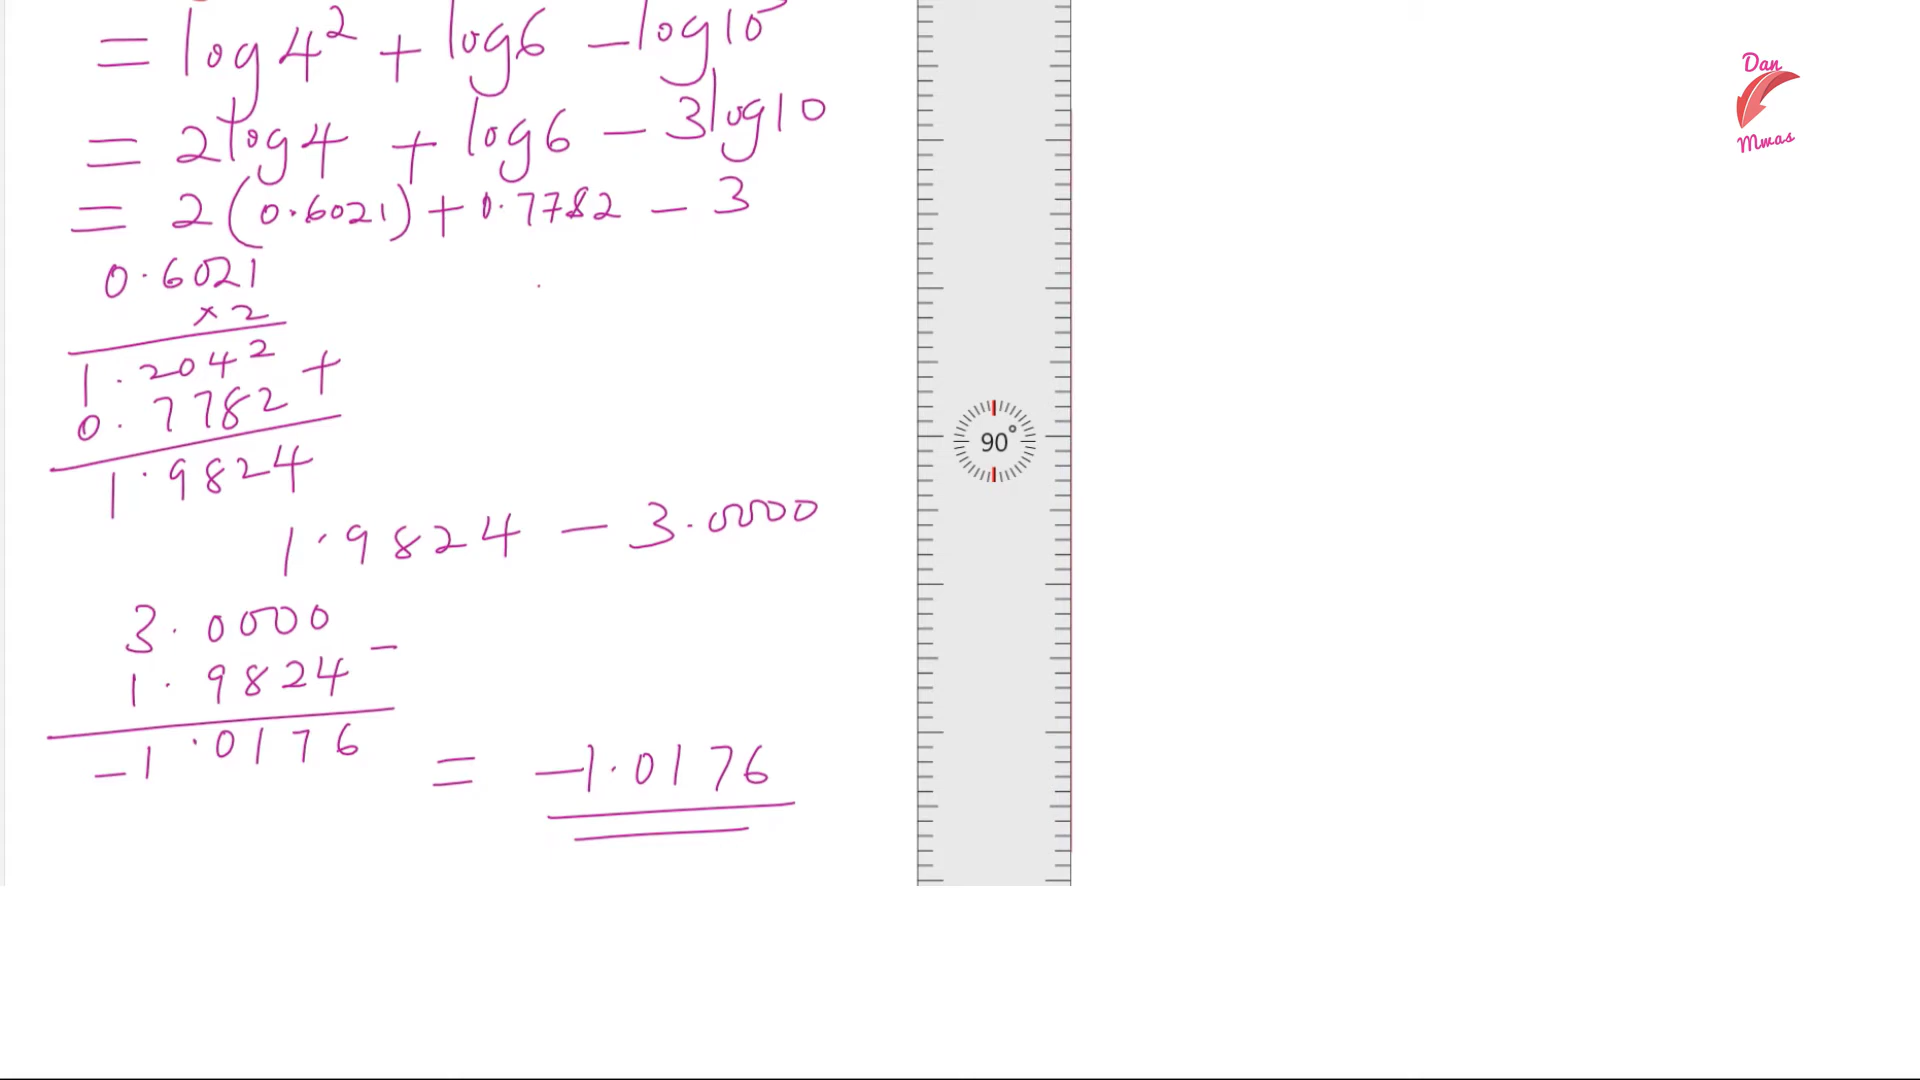 = log 4² + log 6 - log 10³
= 2 log 4 + log 6 - 3 log 10
= 2 (0.6021) + 0.7782 - 3
0.6021
× 2
1.2042 +
0.7782
1.9824
1.9824 - 3.0000
3.0000
1.9824 -
-1.0176 = -1.0176
90°
Dan
Mwas